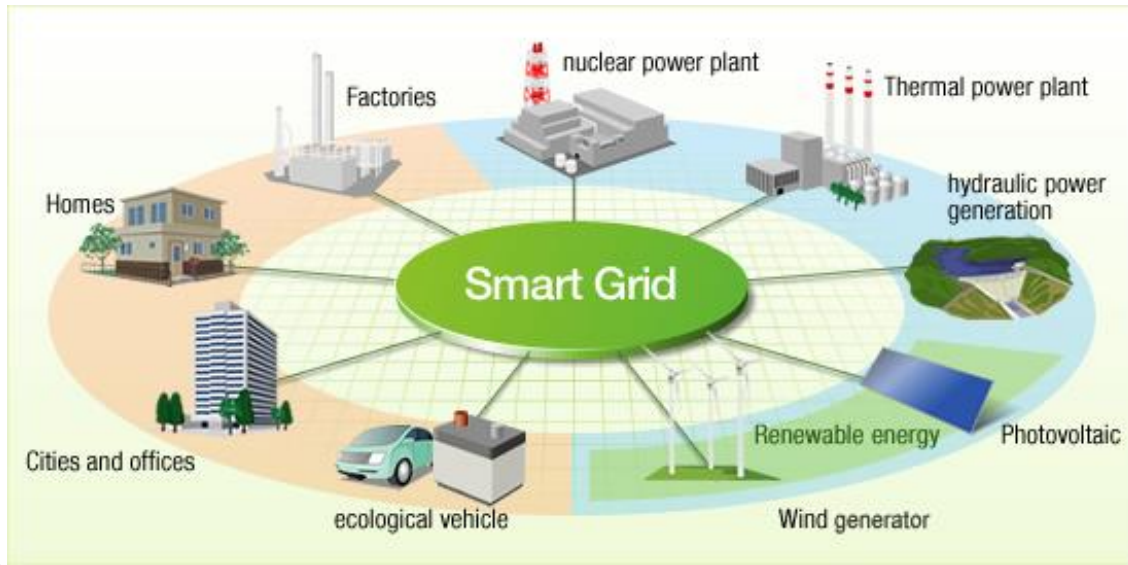 nuclear power plant
Factories
Thermal power plant
Homes
hydraulic power
generation
Smart Grid
Renewable energy
Photovoltaic
Cities and offices
ecological vehicle
Wind generator